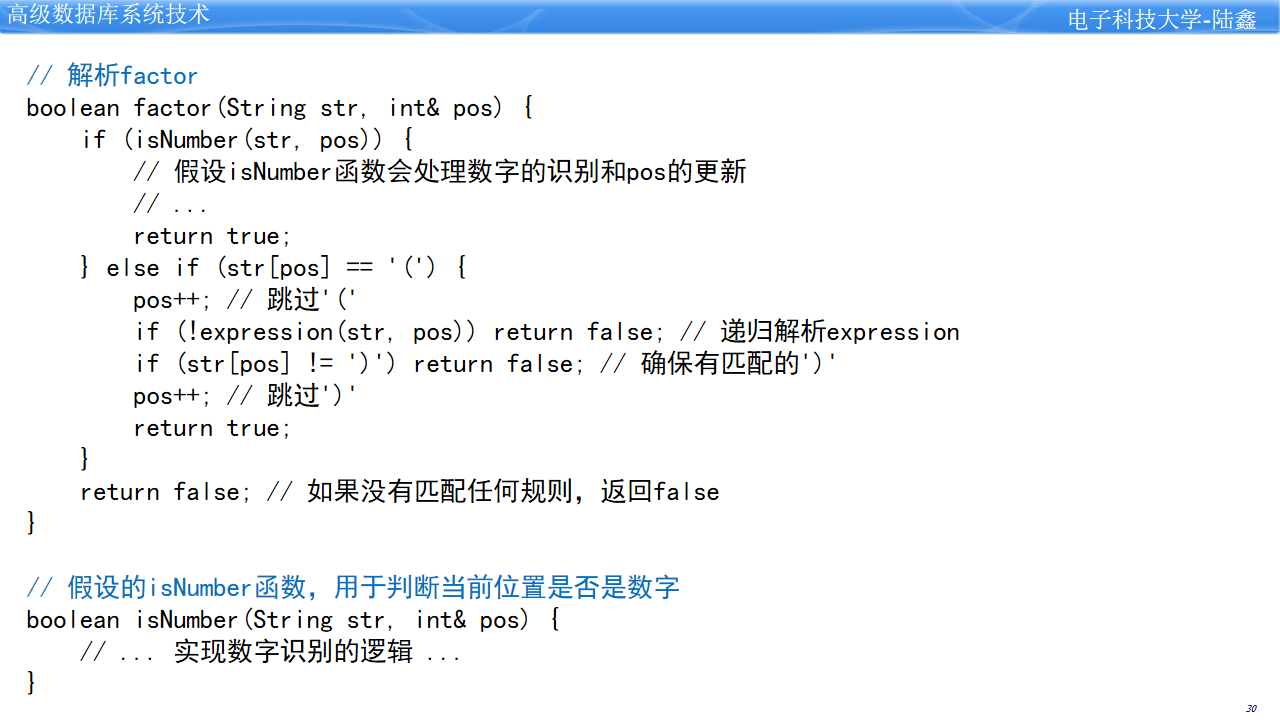 高级数据库系统技术
电子科技大学-陆鑫
// 解析factor
boolean factor(String str, int& pos) {
    if (isNumber(str, pos)) {
        // 假设isNumber函数会处理数字的识别和pos的更新
        // ...
        return true;
    } else if (str[pos] == '(') {
        pos++; // 跳过'('
        if (!expression(str, pos)) return false; // 递归解析expression
        if (str[pos] != ')') return false; // 确保有匹配的')'
        pos++; // 跳过')'
        return true;
    }
    return false; // 如果没有匹配任何规则，返回false
}
// 假设的isNumber函数，用于判断当前位置是否是数字
boolean isNumber(String str, int& pos) {
    // ... 实现数字识别的逻辑 ...
}
30